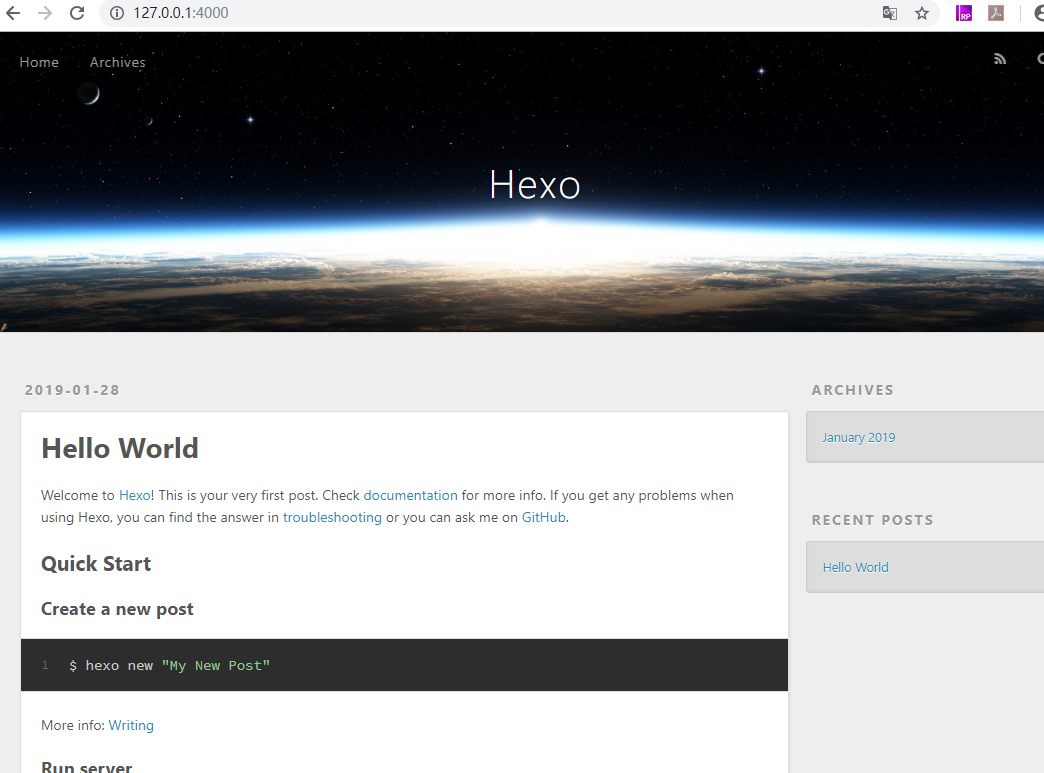 127.0.0.1:4000
RP
Home Archives
Hexo
2019-01-28
Hello World
Welcome to Hexo! This is your very first post. Check documentation for more info. If you get any problems when
using Hexo, you can find the answer in troubleshooting or you can ask me on GitHub.
Quick Start
Create a new post
1 $ hexo new "My New Post"
More info: Writing
Run server
ARCHIVES
January 2019
RECENT POSTS
Hello World